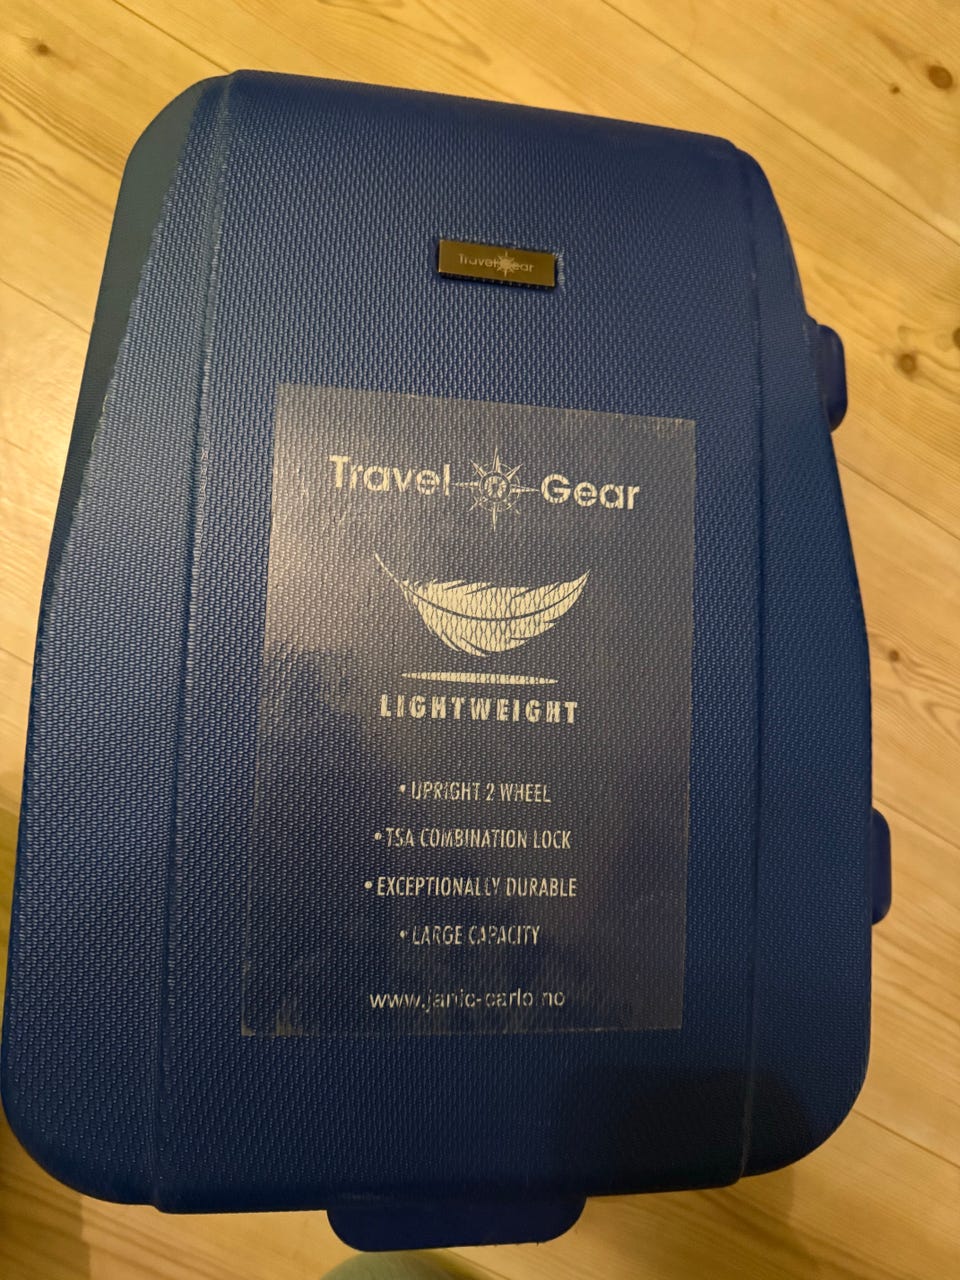 Travel Gear
Travel Gear
LIGHTWEIGHT
• UPRIGHT 2 WHEEL
• TSA COMBINATION LOCK
• EXCEPTIONALLY DURABLE
• LARGE CAPACITY
www.janic-carlo.no